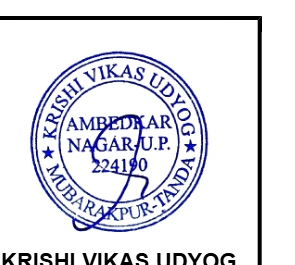 KRISHI VIKAS UDYOG
AMBEDKAR
NAGAR-U.P.
224190
MUBARAKPUR-TANDA
KRISHI VIKAS UDYOG